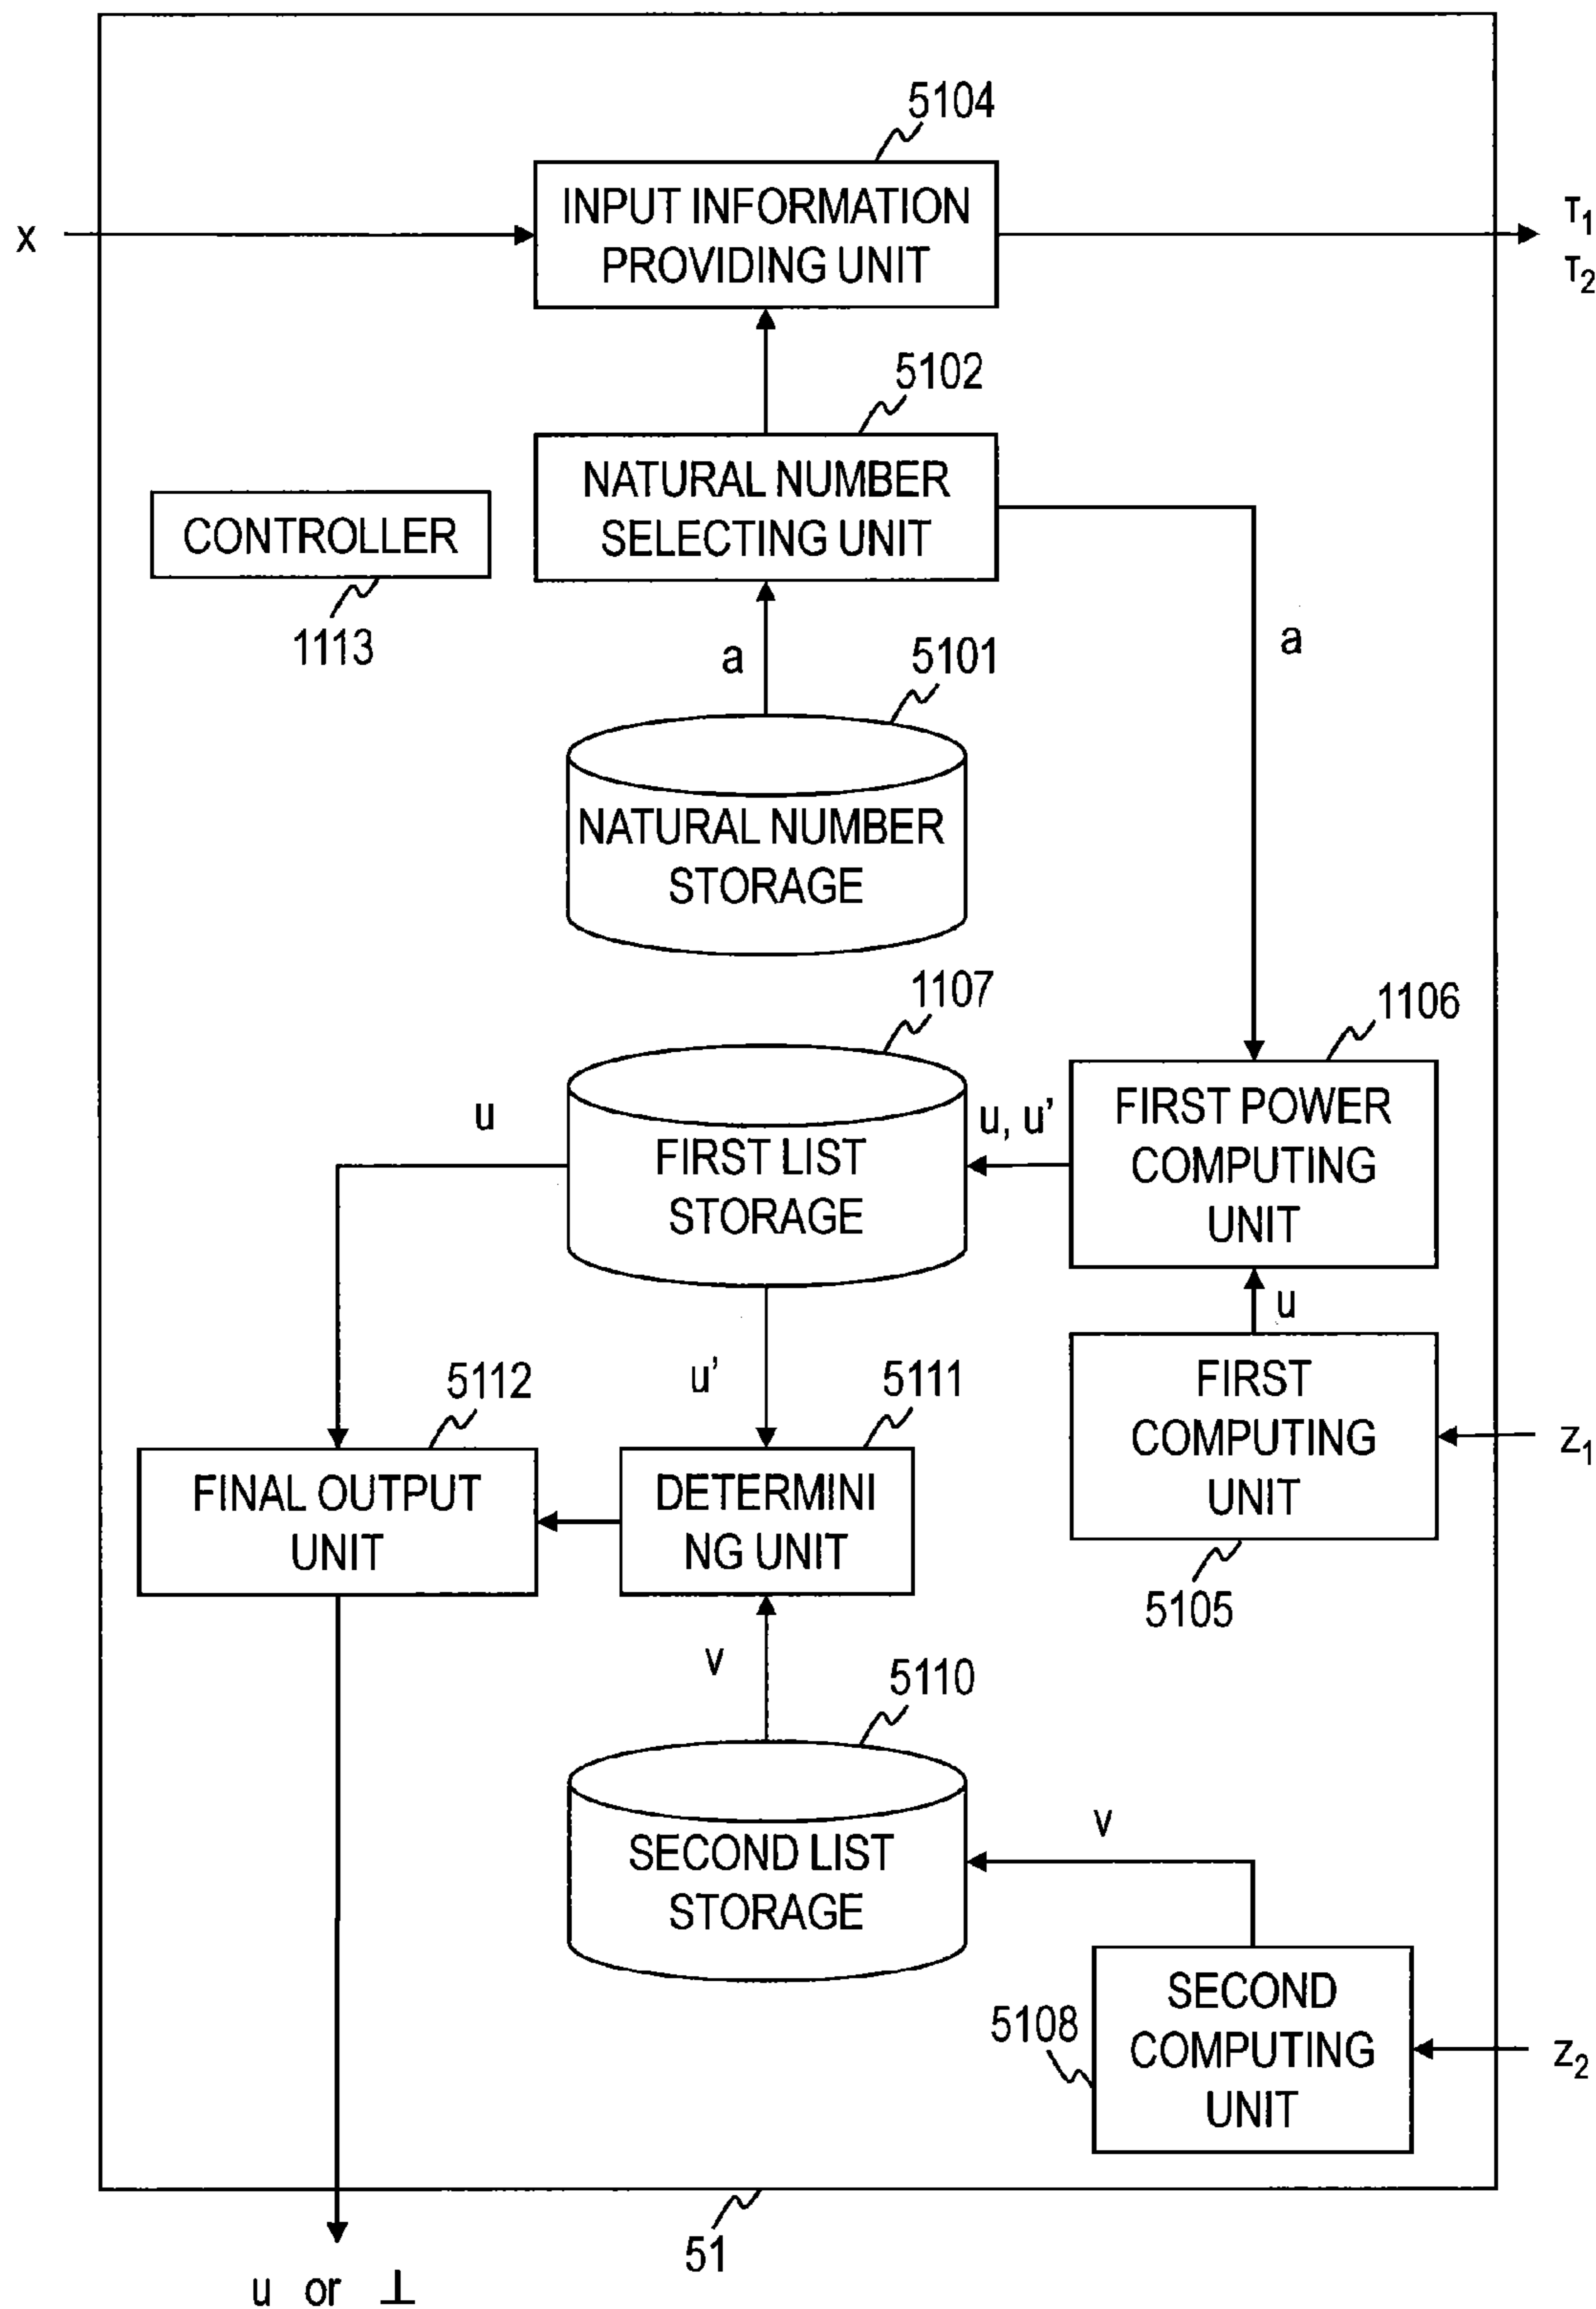 5104
INPUT INFORMATION
PROVIDING UNIT
x
τ1
τ2
5102
NATURAL NUMBER
SELECTING UNIT
CONTROLLER
1113
a
5101
a
NATURAL NUMBER
STORAGE
1107
1106
u
FIRST LIST
STORAGE
u, u'
FIRST POWER
COMPUTING
UNIT
u
5112
u'
5111
FIRST
COMPUTING
UNIT
z1
FINAL OUTPUT
UNIT
DETERMINI
NG UNIT
5105
v
5110
SECOND LIST
STORAGE
v
5108
SECOND
COMPUTING
UNIT
z2
51
u or ⊥